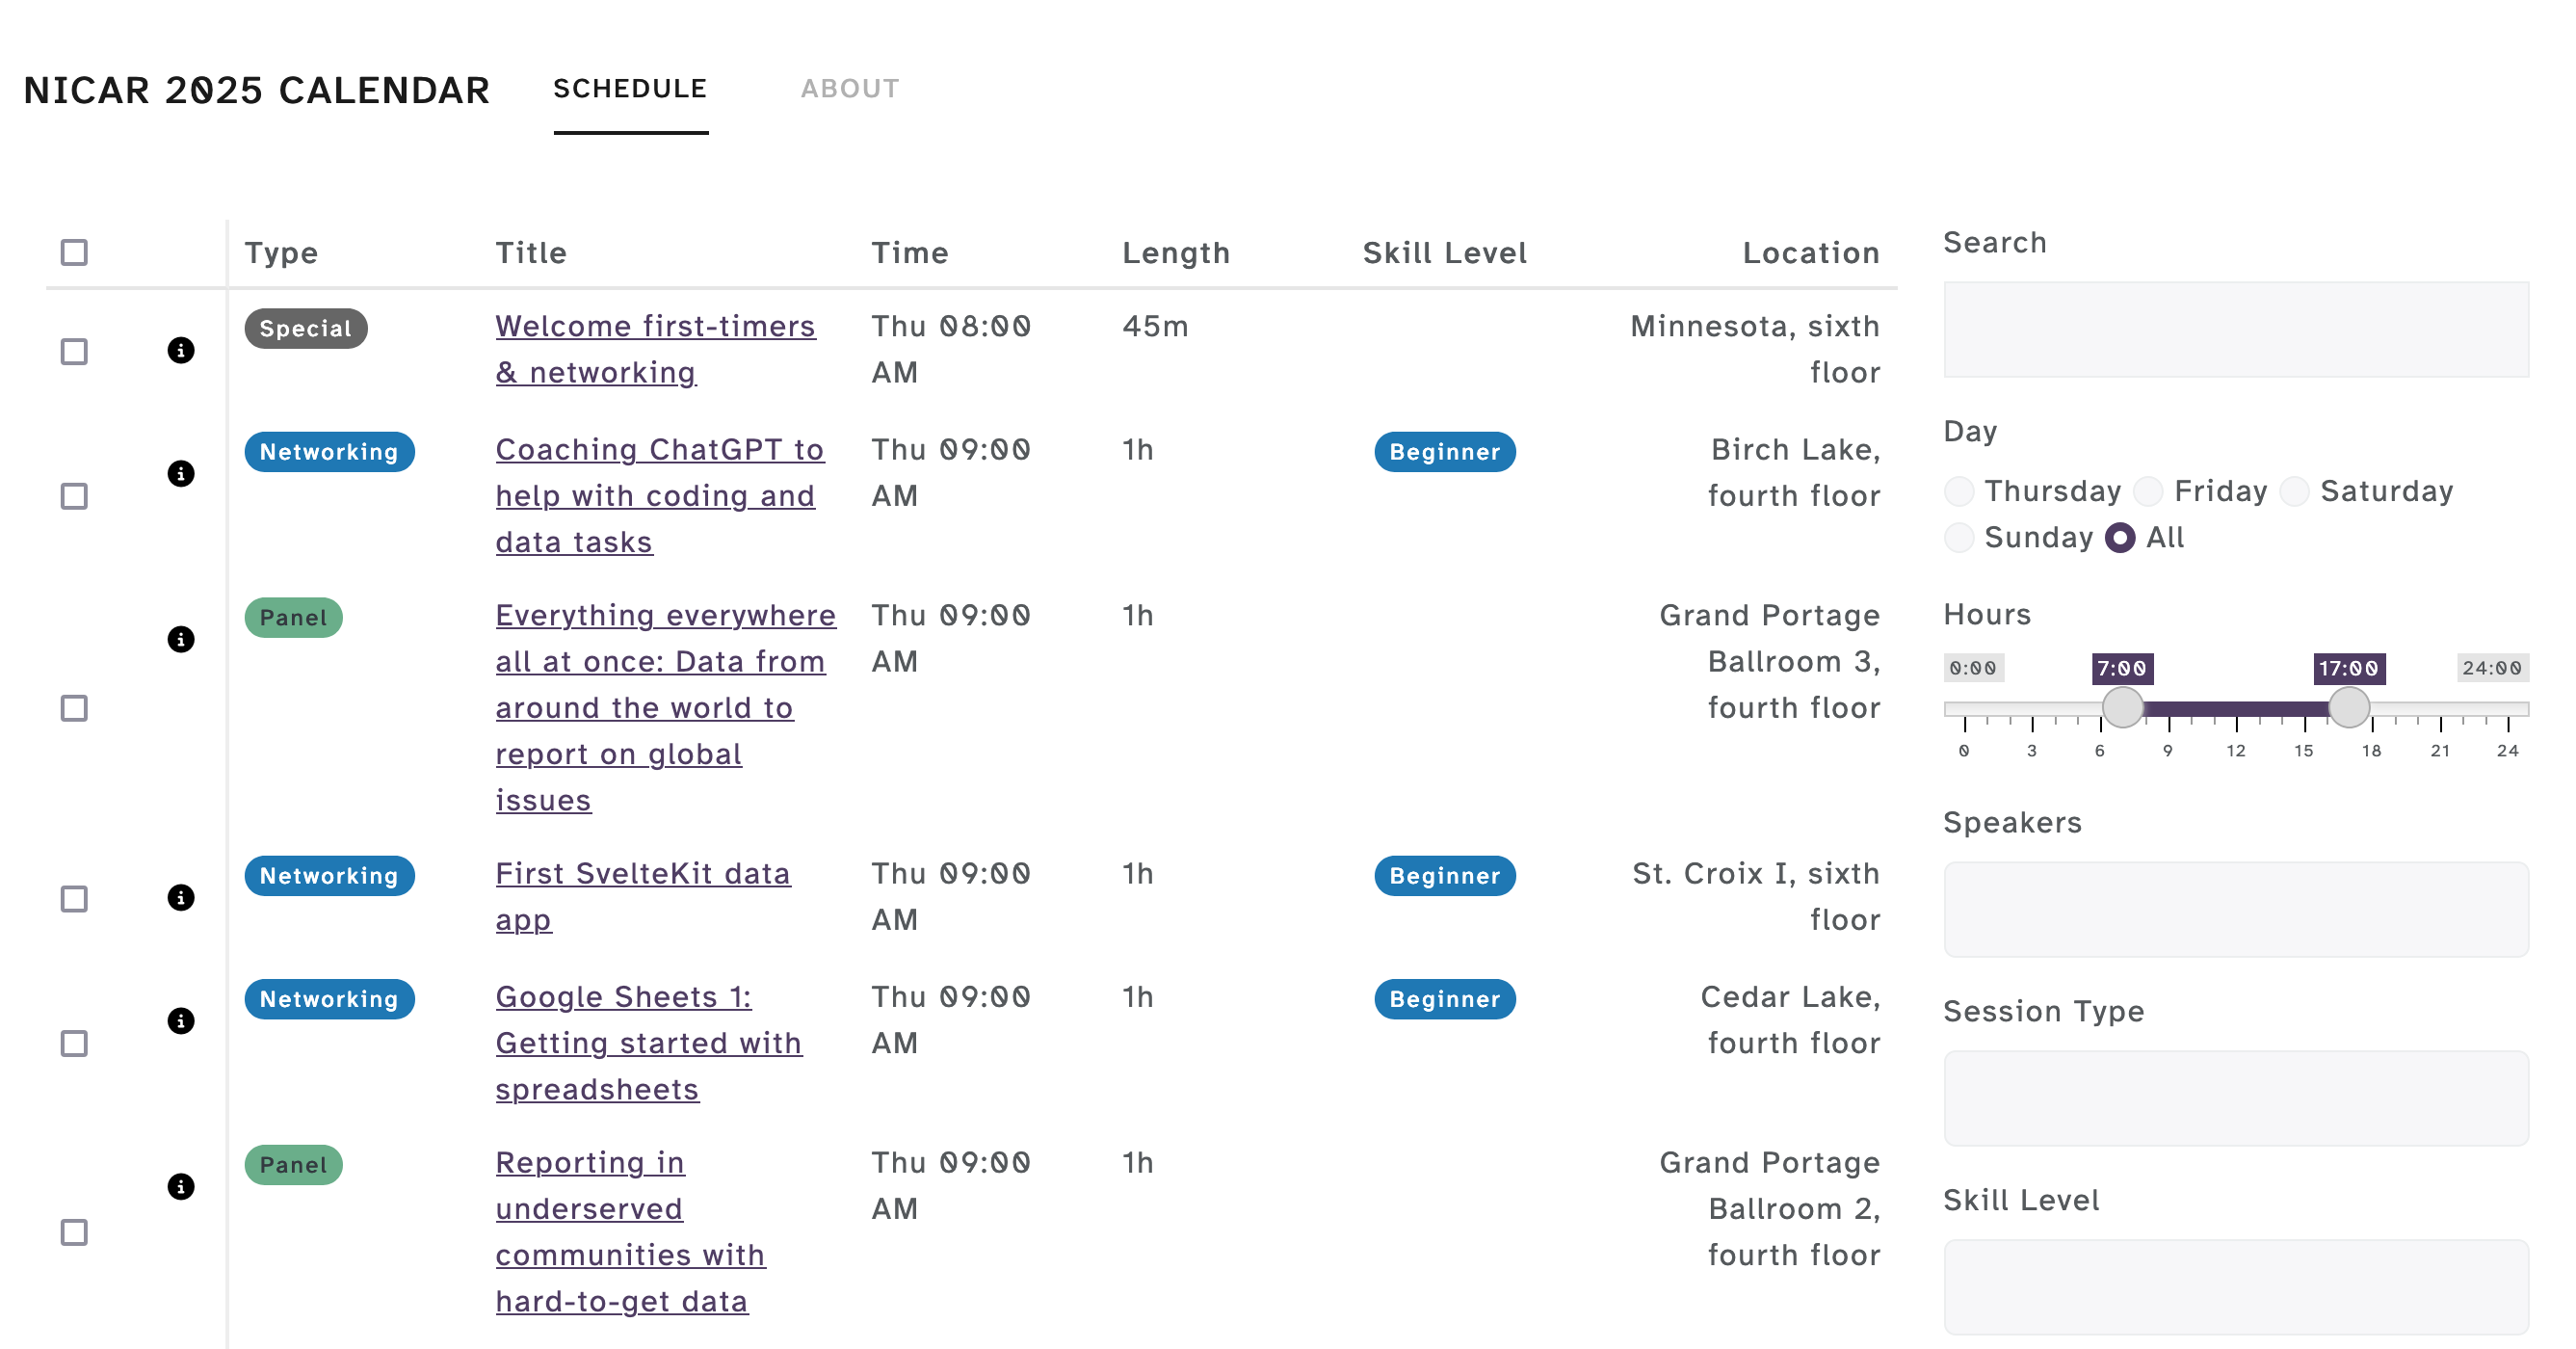 NICAR 2025 CALENDAR SCHEDULE ABOUT
Type Title Time Length Skill Level Location
Special Welcome first-timers Thu 08:00 45m Minnesota, sixth
& networking AM floor
Networking Coaching ChatGPT to Thu 09:00 1h Beginner Birch Lake,
help with coding and AM fourth floor
data tasks
Panel Everything everywhere Thu 09:00 1h Grand Portage
all at once: Data from AM Ballroom 3,
around the world to fourth floor
report on global
issues
Networking First SvelteKit data Thu 09:00 1h Beginner St. Croix I, sixth
app AM floor
Networking Google Sheets 1: Thu 09:00 1h Beginner Cedar Lake,
Getting started with AM fourth floor
spreadsheets
Panel Reporting in Thu 09:00 1h Grand Portage
underserved AM Ballroom 2,
communities with fourth floor
hard-to-get data
Search
Day
Thursday Friday Saturday
Sunday All
Hours
0:00 7:00 17:00 24:00
0 3 6 9 12 15 18 21 24
Speakers
Session Type
Skill Level